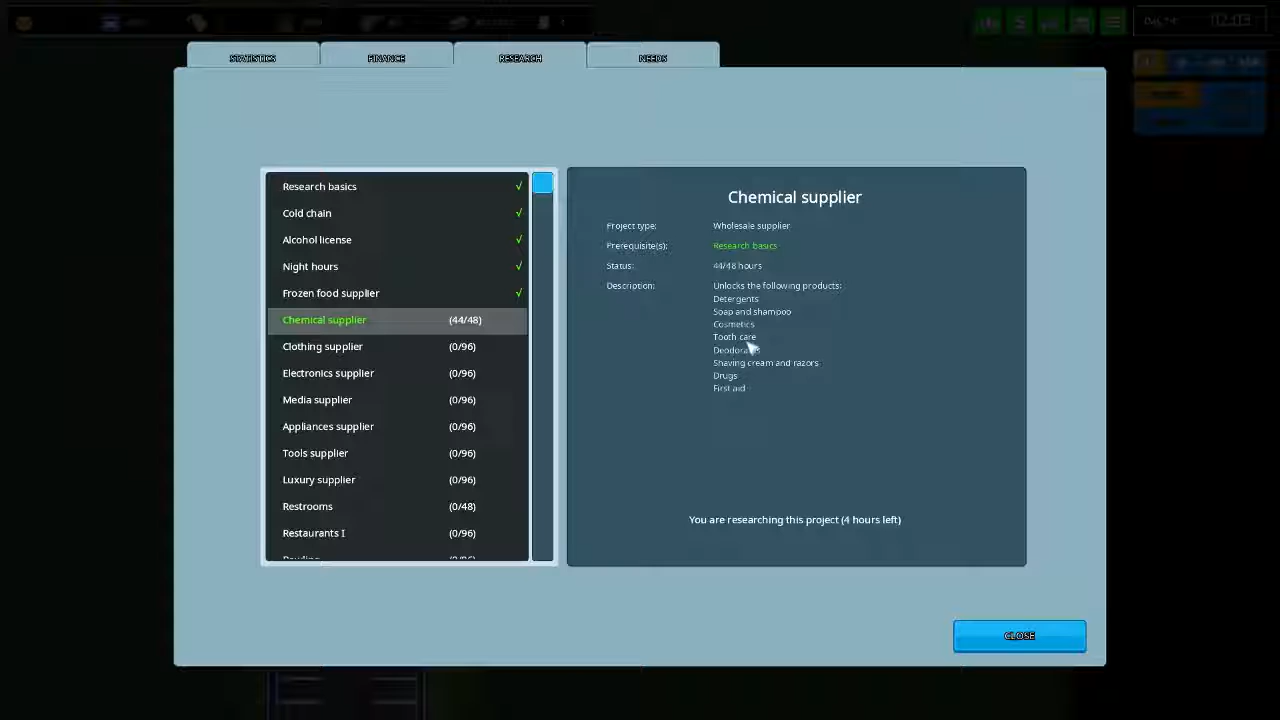 STATISTICS
FINANCE
RESEARCH
NEEDS
Research basics √
Cold chain √
Alcohol license √
Night hours √
Frozen food supplier √
Chemical supplier (44/48)
Clothing supplier (0/96)
Electronics supplier (0/96)
Media supplier (0/96)
Appliances supplier (0/96)
Tools supplier (0/96)
Luxury supplier (0/96)
Restrooms (0/48)
Restaurants I (0/96)
Chemical supplier
Project type: Wholesale supplier
Prerequisite(s): Research basics
Status: 44/48 hours
Description: Unlocks the following products:
Detergents
Soap and shampoo
Cosmetics
Tooth care
Shaving cream and razors
Drugs
First aid
You are researching this project (4 hours left)
CLOSE